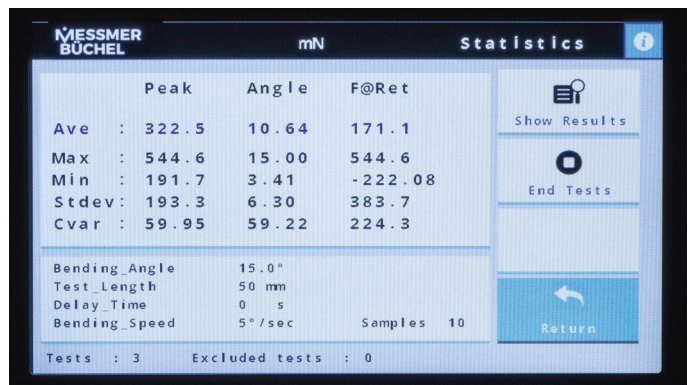 MESSMER
BÜCHEL
mN
Statistics
i
Peak Angle F@Ret
Ave : 322.5 10.64 171.1
Max : 544.6 15.00 544.6
Min : 191.7 3.41 -222.08
Stdev: 193.3 6.30 383.7
Cvar : 59.95 59.22 224.3
Show Results
End Tests
Bending_Angle 15.0°
Test_Length 50 mm
Delay_Time 0 s
Bending_Speed 5°/sec Samples 10
Return
Tests : 3 Excluded tests : 0